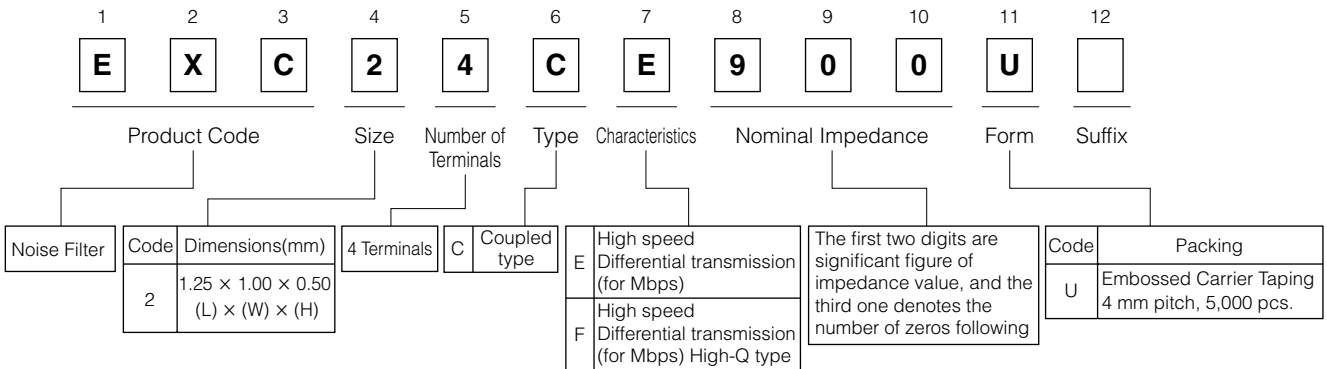 1 2 3 4 5 6 7 8 9 10 11 12
E X C 2 4 C E 9 0 0 U
Product Code Size Number of Terminals Type Characteristics Nominal Impedance Form Suffix
Noise Filter
Code Dimensions(mm)
2 1.25 × 1.00 × 0.50
(L) × (W) × (H)
4 Terminals
C Coupled
type
E High speed
Differential transmission
(for Mbps)
F High speed
Differential transmission
(for Mbps) High-Q type
The first two digits are
significant figure of
impedance value, and the
third one denotes the
number of zeros following
Code Packing
U Embossed Carrier Taping
4 mm pitch, 5,000 pcs.